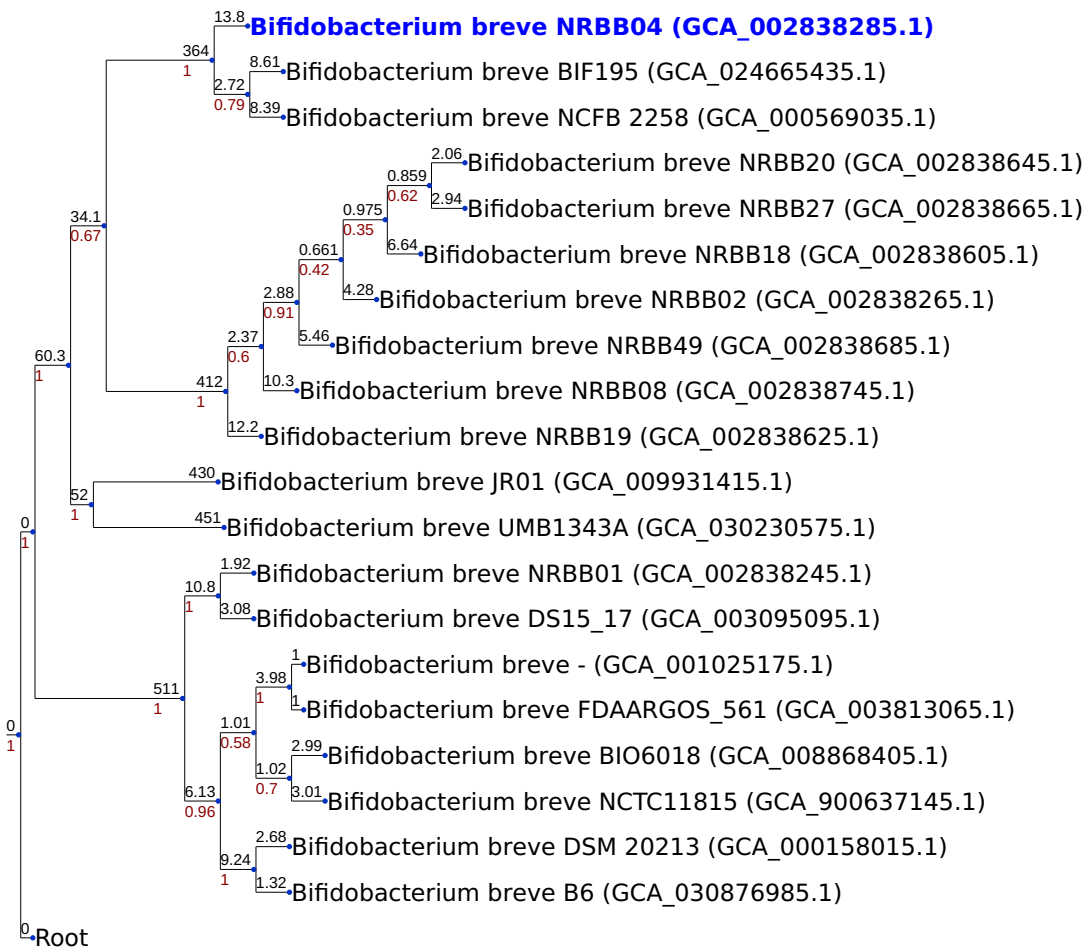 13.8
Bifidobacterium breve NRBB04 (GCA_002838285.1)
364
1
8.61
Bifidobacterium breve BIF195 (GCA_024665435.1)
2.72
0.79
8.39
Bifidobacterium breve NCFB 2258 (GCA_000569035.1)
2.06
Bifidobacterium breve NRBB20 (GCA_002838645.1)
0.859
0.62
2.94
Bifidobacterium breve NRBB27 (GCA_002838665.1)
34.1
0.67
0.975
0.35
6.64
Bifidobacterium breve NRBB18 (GCA_002838605.1)
0.661
0.42
4.28
Bifidobacterium breve NRBB02 (GCA_002838265.1)
2.88
0.91
5.46
Bifidobacterium breve NRBB49 (GCA_002838685.1)
2.37
0.6
60.3
1
10.3
Bifidobacterium breve NRBB08 (GCA_002838745.1)
412
1
12.2
Bifidobacterium breve NRBB19 (GCA_002838625.1)
430
Bifidobacterium breve JR01 (GCA_009931415.1)
52
1
451
Bifidobacterium breve UMB1343A (GCA_030230575.1)
0
1
1.92
Bifidobacterium breve NRBB01 (GCA_002838245.1)
10.8
1
3.08
Bifidobacterium breve DS15_17 (GCA_003095095.1)
1
Bifidobacterium breve - (GCA_001025175.1)
3.98
1
511
1
1
Bifidobacterium breve FDAARGOS_561 (GCA_003813065.1)
0
1
1.01
0.58
2.99
Bifidobacterium breve BIO6018 (GCA_008868405.1)
1.02
0.7
3.01
Bifidobacterium breve NCTC11815 (GCA_900637145.1)
6.13
0.96
2.68
Bifidobacterium breve DSM 20213 (GCA_000158015.1)
9.24
1
1.32
Bifidobacterium breve B6 (GCA_030876985.1)
0
Root